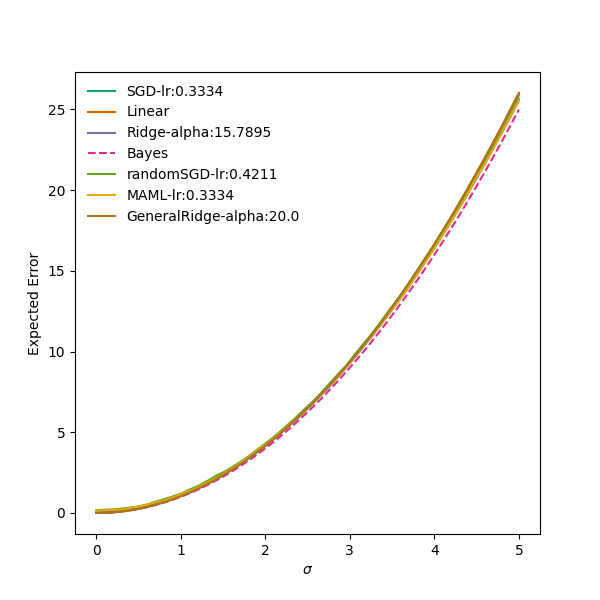 SGD-lr:0.3334
Linear
Ridge-alpha:15.7895
Bayes
randomSGD-lr:0.4211
MAML-lr:0.3334
GeneralRidge-alpha:20.0
Expected Error
25
20
15
10
5
0
0 1 2 3 4 5
σ